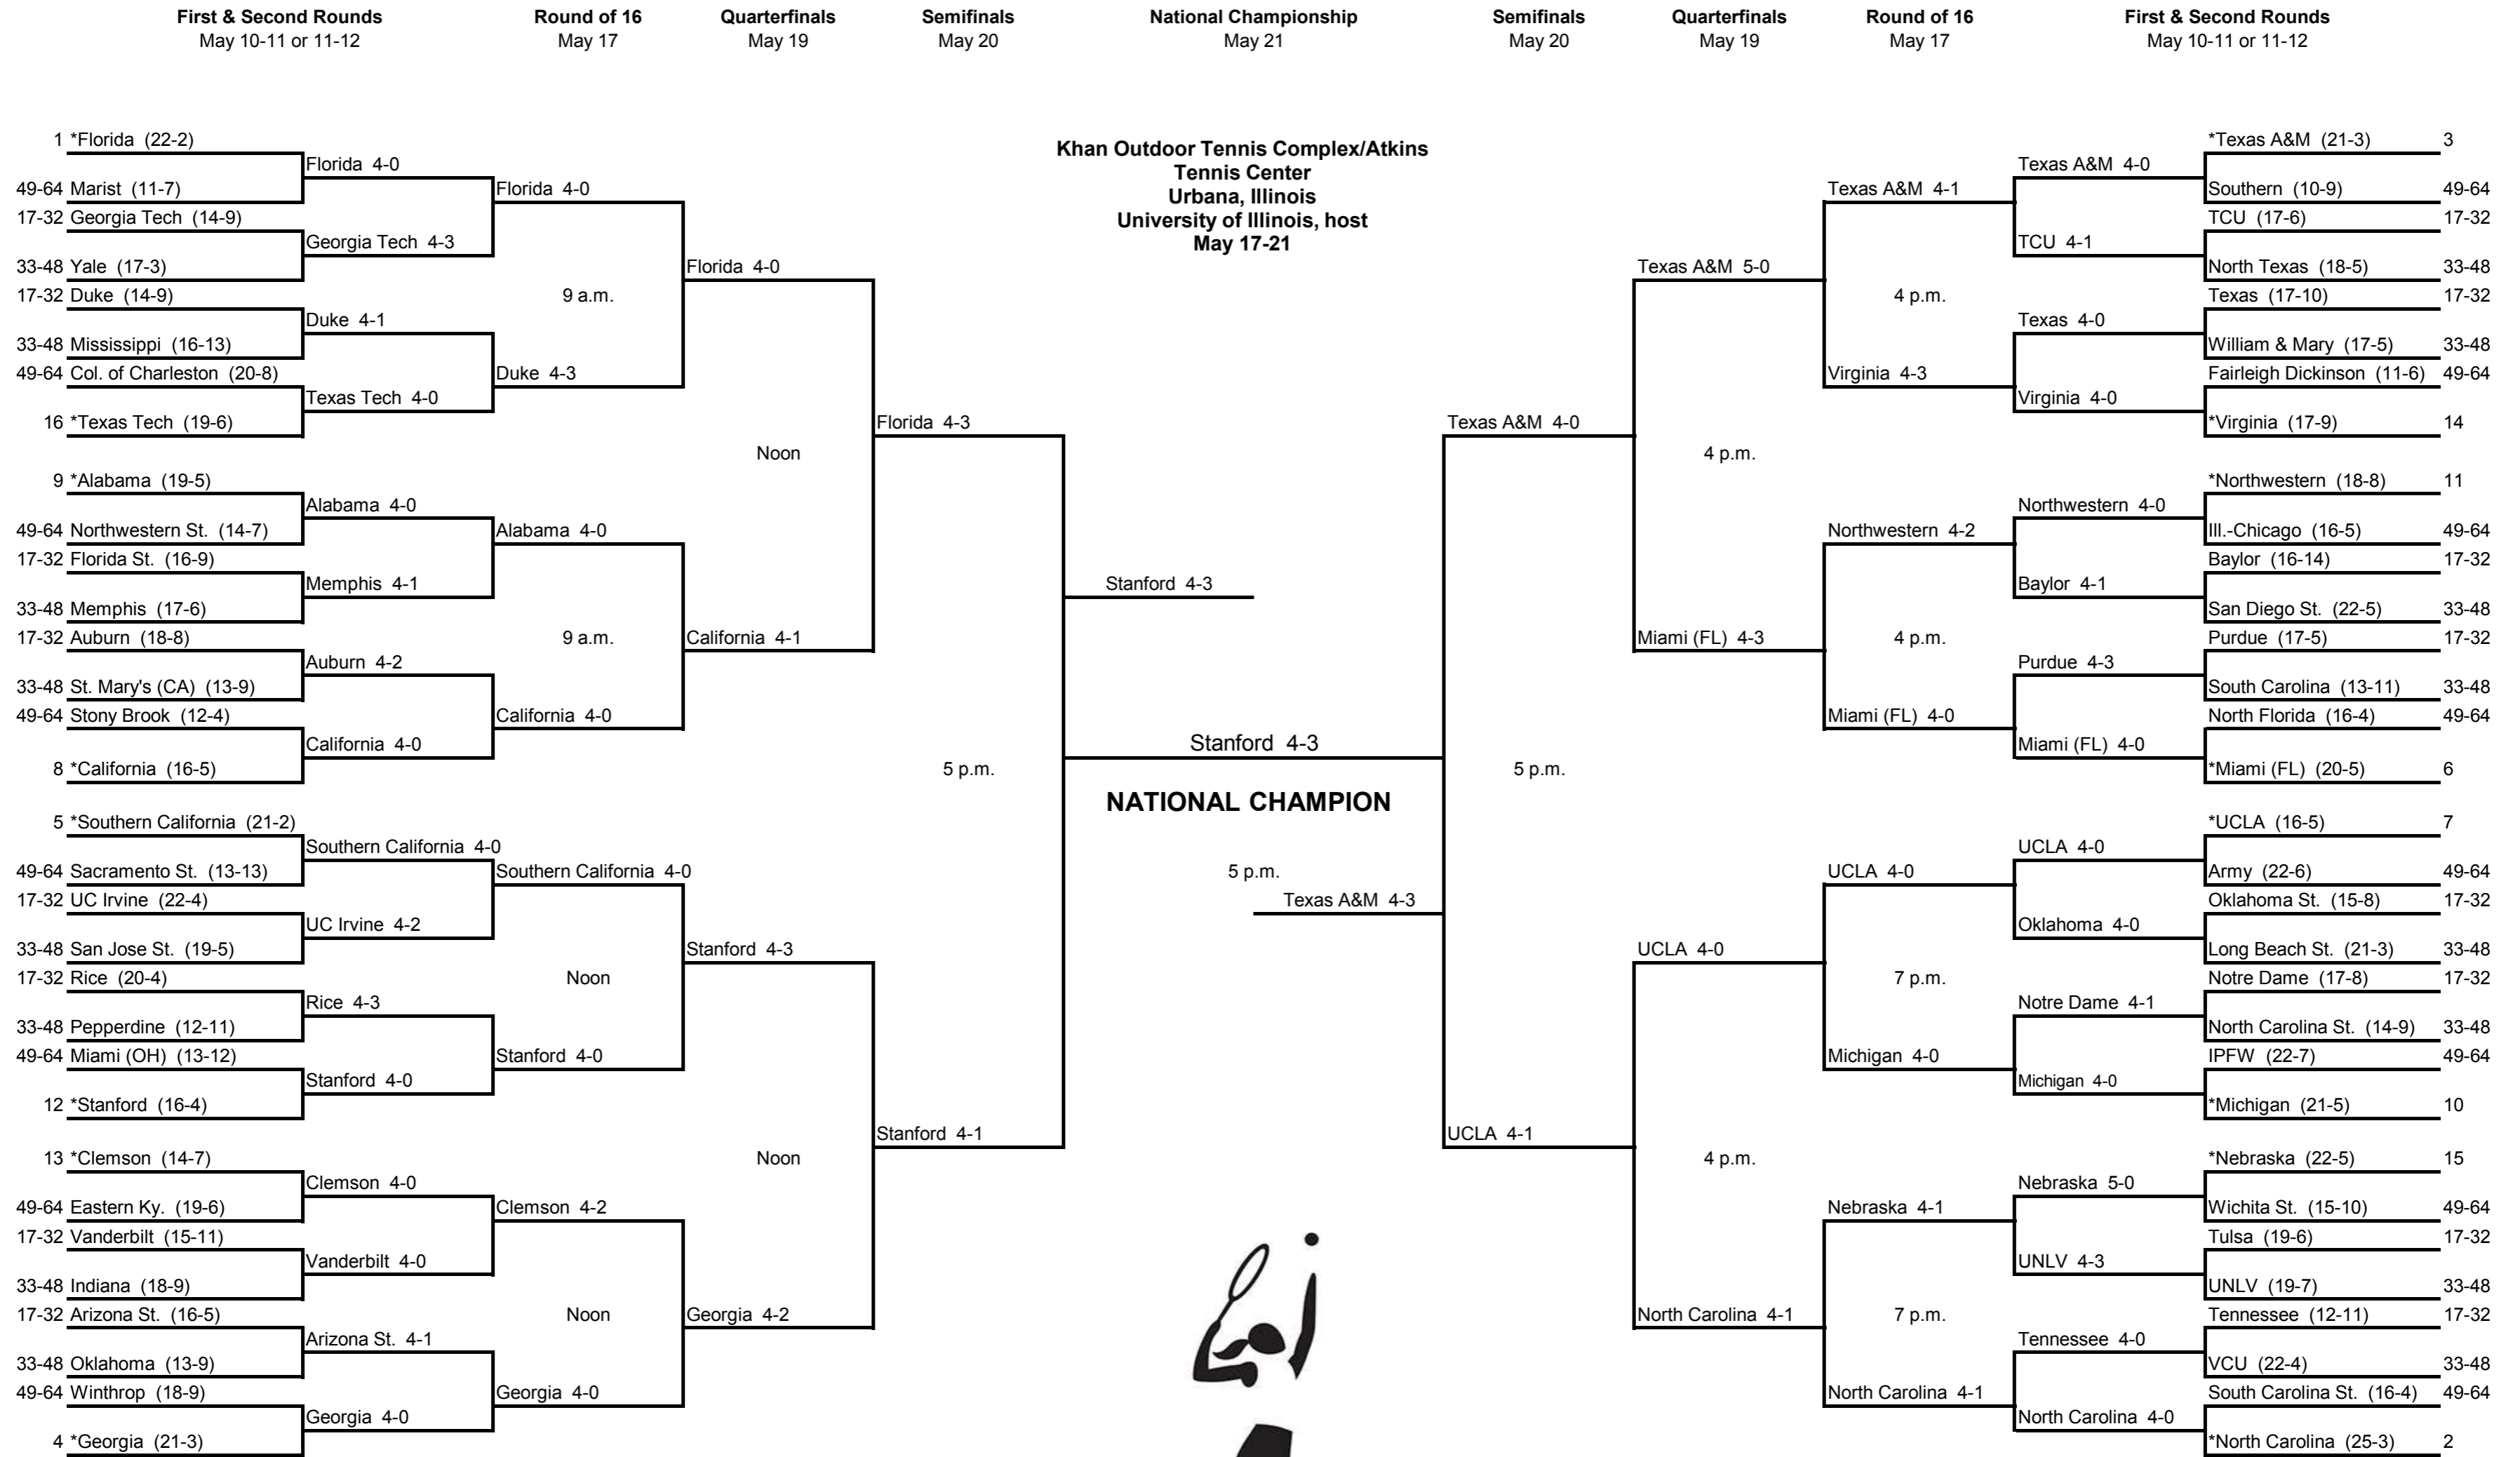 First & Second Rounds
May 10-11 or 11-12
Round of 16
May 17
Quarterfinals
May 19
Semifinals
May 20
National Championship
May 21
Semifinals
May 20
Quarterfinals
May 19
Round of 16
May 17
First & Second Rounds
May 10-11 or 11-12
Khan Outdoor Tennis Complex/Atkins
Tennis Center
Urbana, Illinois
University of Illinois, host
May 17-21
1 *Florida (22-2)
49-64 Marist (11-7)
17-32 Georgia Tech (14-9)
33-48 Yale (17-3)
17-32 Duke (14-9)
33-48 Mississippi (16-13)
49-64 Col. of Charleston (20-8)
16 *Texas Tech (19-6)
9 *Alabama (19-5)
49-64 Northwestern St. (14-7)
17-32 Florida St. (16-9)
33-48 Memphis (17-6)
17-32 Auburn (18-8)
33-48 St. Mary's (CA) (13-9)
49-64 Stony Brook (12-4)
8 *California (16-5)
5 *Southern California (21-2)
49-64 Sacramento St. (13-13)
17-32 UC Irvine (22-4)
33-48 San Jose St. (19-5)
17-32 Rice (20-4)
33-48 Pepperdine (12-11)
49-64 Miami (OH) (13-12)
12 *Stanford (16-4)
13 *Clemson (14-7)
49-64 Eastern Ky. (19-6)
17-32 Vanderbilt (15-11)
33-48 Indiana (18-9)
17-32 Arizona St. (16-5)
33-48 Oklahoma (13-9)
49-64 Winthrop (18-9)
4 *Georgia (21-3)
Florida 4-0
Georgia Tech 4-3
Duke 4-1
Texas Tech 4-0
Alabama 4-0
Memphis 4-1
Auburn 4-2
California 4-0
Southern California 4-0
UC Irvine 4-2
Rice 4-3
Stanford 4-0
Clemson 4-0
Vanderbilt 4-0
Arizona St. 4-1
Georgia 4-0
Florida 4-0
9 a.m.
Duke 4-3
Alabama 4-0
9 a.m.
California 4-0
Southern California 4-0
Noon
Stanford 4-0
Clemson 4-2
Noon
Georgia 4-0
Florida 4-0
Noon
California 4-1
Stanford 4-3
Noon
Georgia 4-2
Florida 4-3
5 p.m.
Stanford 4-1
Stanford 4-3
Stanford 4-3
NATIONAL CHAMPION
5 p.m.
Texas A&M 4-3
Texas A&M 4-0
5 p.m.
UCLA 4-1
Texas A&M 5-0
4 p.m.
Miami (FL) 4-3
UCLA 4-0
4 p.m.
North Carolina 4-1
Texas A&M 4-1
4 p.m.
Virginia 4-3
Northwestern 4-2
4 p.m.
Miami (FL) 4-0
UCLA 4-0
7 p.m.
Michigan 4-0
Nebraska 4-1
7 p.m.
North Carolina 4-1
Texas A&M 4-0
TCU 4-1
Texas 4-0
Virginia 4-0
Northwestern 4-0
Baylor 4-1
Purdue 4-3
Miami (FL) 4-0
UCLA 4-0
Oklahoma 4-0
Notre Dame 4-1
Michigan 4-0
Nebraska 5-0
UNLV 4-3
Tennessee 4-0
North Carolina 4-0
*Texas A&M (21-3) 3
Southern (10-9) 49-64
TCU (17-6) 17-32
North Texas (18-5) 33-48
Texas (17-10) 17-32
William & Mary (17-5) 33-48
Fairleigh Dickinson (11-6) 49-64
*Virginia (17-9) 14
*Northwestern (18-8) 11
Ill.-Chicago (16-5) 49-64
Baylor (16-14) 17-32
San Diego St. (22-5) 33-48
Purdue (17-5) 17-32
South Carolina (13-11) 33-48
North Florida (16-4) 49-64
*Miami (FL) (20-5) 6
*UCLA (16-5) 7
Army (22-6) 49-64
Oklahoma St. (15-8) 17-32
Long Beach St. (21-3) 33-48
Notre Dame (17-8) 17-32
North Carolina St. (14-9) 33-48
IPFW (22-7) 49-64
*Michigan (21-5) 10
*Nebraska (22-5) 15
Wichita St. (15-10) 49-64
Tulsa (19-6) 17-32
UNLV (19-7) 33-48
Tennessee (12-11) 17-32
VCU (22-4) 33-48
South Carolina St. (16-4) 49-64
*North Carolina (25-3) 2